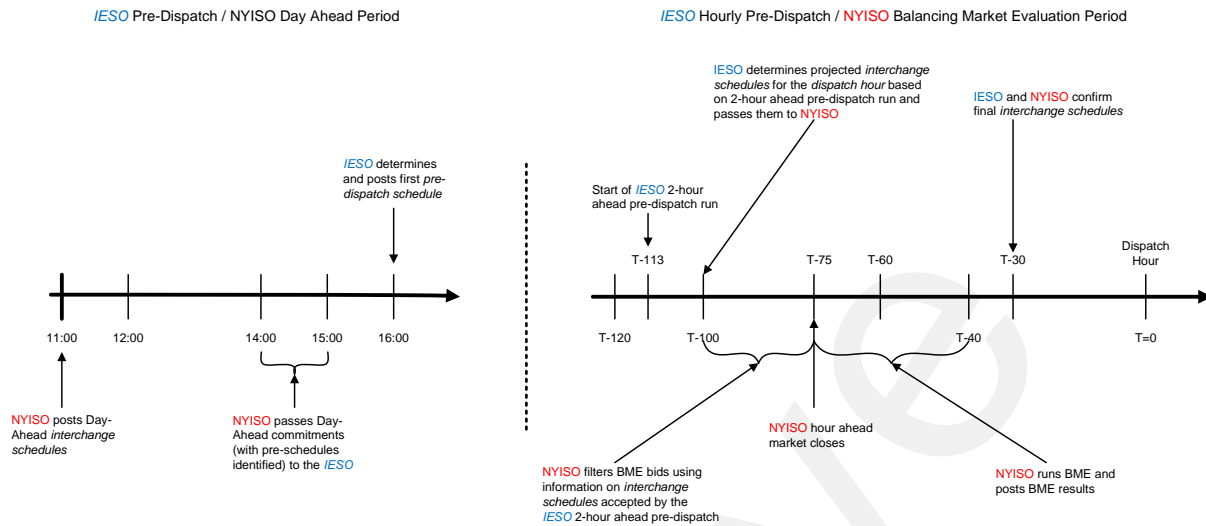 IESO Pre-Dispatch / NYISO Day Ahead Period
IESO determines
and posts first pre-
dispatch schedule
11:00
12:00
14:00
15:00
16:00
NYISO posts Day-
Ahead interchange
schedules
NYISO passes Day-
Ahead commitments
(with pre-schedules
identified) to the IESO
IESO Hourly Pre-Dispatch / NYISO Balancing Market Evaluation Period
IESO determines projected interchange
schedules for the dispatch hour based
on 2-hour ahead pre-dispatch run and
passes them to NYISO
IESO and NYISO confirm
final interchange schedules
Start of IESO 2-hour
ahead pre-dispatch run
T-113
T-75
T-60
T-30
Dispatch
Hour
T-120
T-100
T-40
T=0
NYISO hour ahead
market closes
NYISO filters BME bids using
information on interchange
schedules accepted by the
IESO 2-hour ahead pre-dispatch
NYISO runs BME and
posts BME results